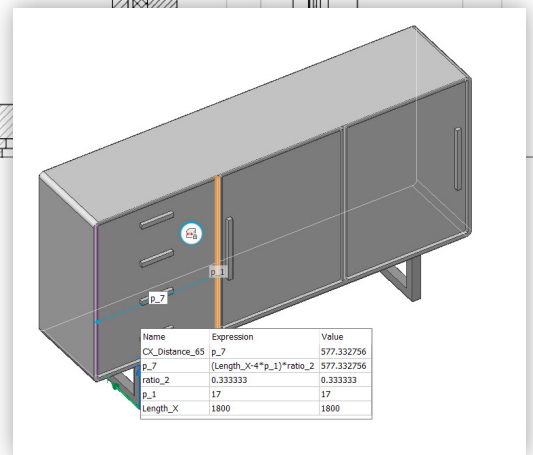 p_1
p_7
Name Expression Value
CX_Distance_65 p_7 577.332756
p_7 (Length_X-4*p_1)*ratio_2 577.332756
ratio_2 0.333333 0.333333
p_1 17 17
Length_X 1800 1800